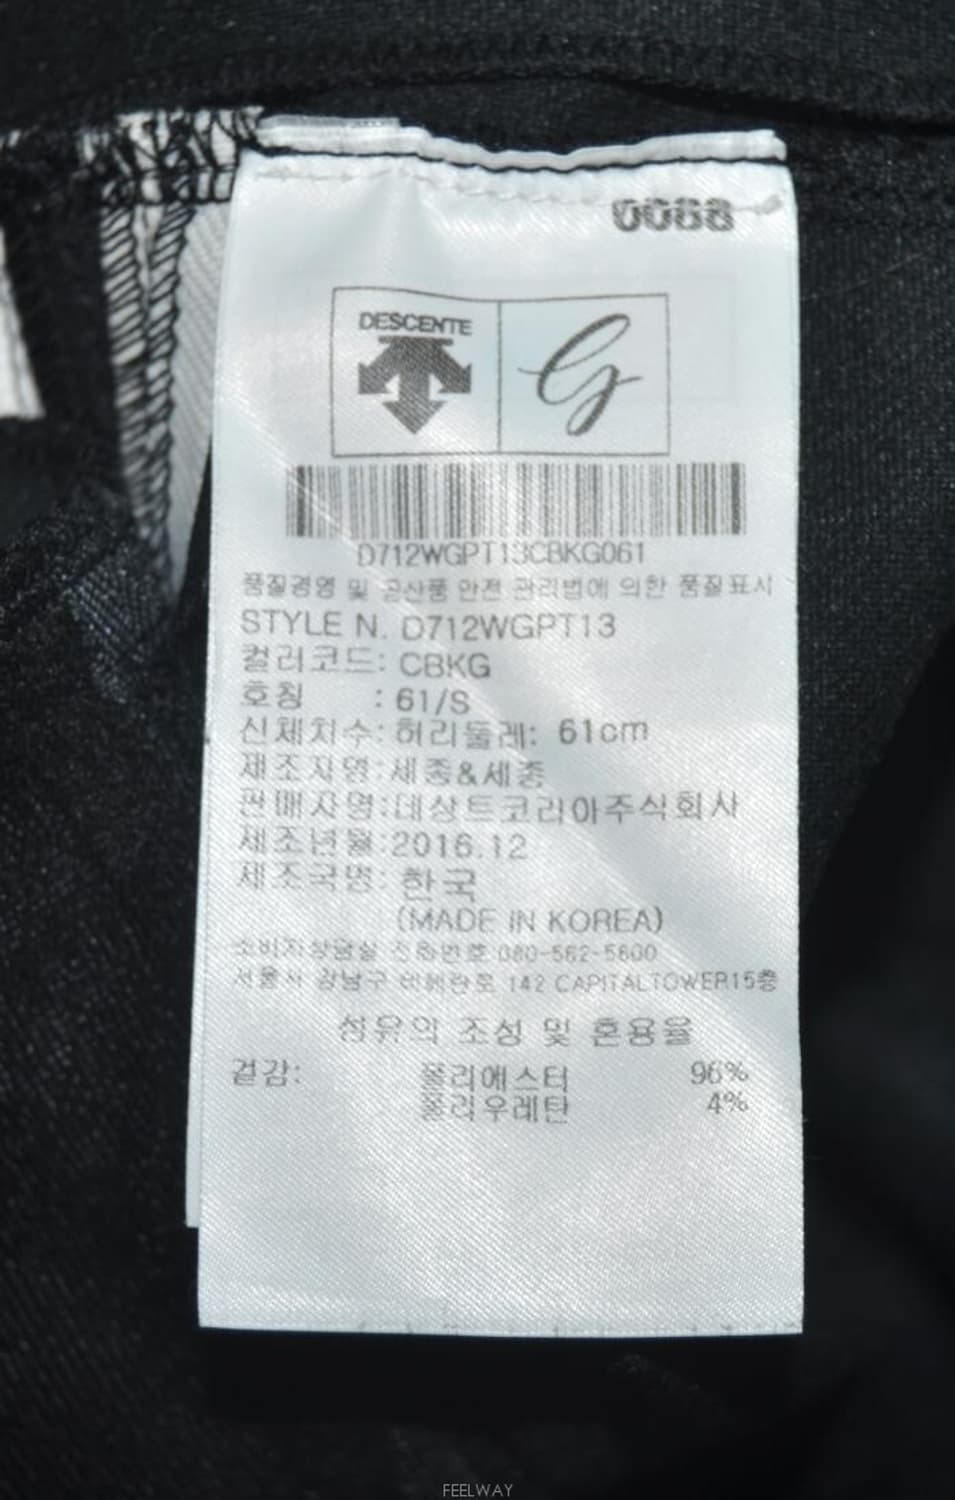 0088
DESCENTE G
D712WGPT13CBKG061
품질경영 및 공산품 안전 관리법에 의한 품질표시
STYLE N. D712WGPT13
컬러코드: CBKG
호칭 : 61/S
신체치수: 허리둘레: 61cm
제조자명:세종&세종
판매자명:데상트코리아주식회사
제조년월:2016.12
제조국명: 한국
(MADE IN KOREA)
소비자상담실 전화번호 080-562-5600
서울시 강남구 테헤란로 142 CAPITALTOWER15층
섬유의 조성 및 혼용율
겉감: 폴리에스터 96%
폴리우레탄 4%
FEELWAY